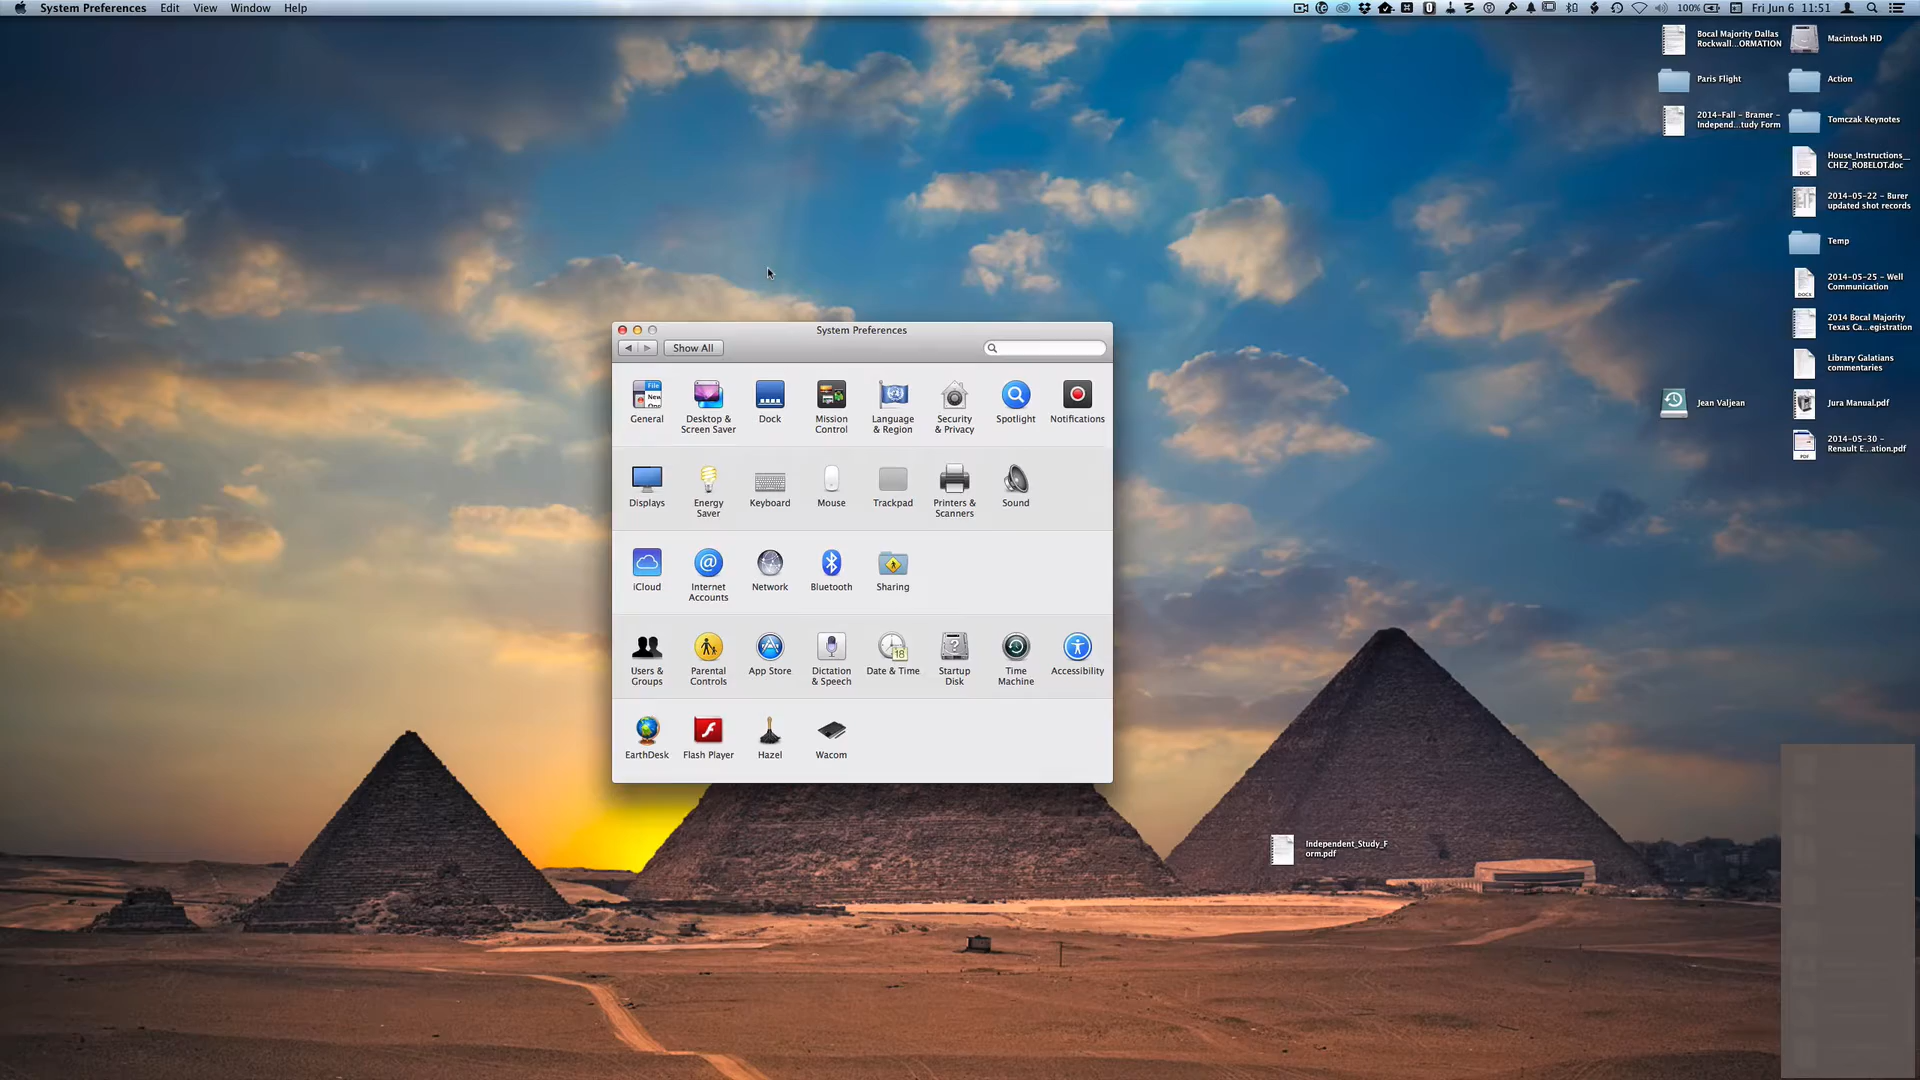 System Preferences Edit View Window Help
100% Fri Jun 6 11:51
Bocal Majority Dallas
Rockwall...ORMATION
Macintosh HD
Paris Flight
Action
2014-Fall - Bramer -
Independ...tudy Form
Tomczak Keynotes
House_Instructions_
CHEZ_ROBELOT.doc
2014-05-22 - Burer
updated shot records
Temp
2014-05-25 - Well
Communication
2014 Bocal Majority
Texas Ca...egistration
Library Galatians
commentaries
Jean Valjean
Jura Manual.pdf
2014-05-30 -
Renault E...ation.pdf
System Preferences
Show All
General
Desktop &
Screen Saver
Dock
Mission
Control
Language
& Region
Security
& Privacy
Spotlight
Notifications
Displays
Energy
Saver
Keyboard
Mouse
Trackpad
Printers &
Scanners
Sound
iCloud
Internet
Accounts
Network
Bluetooth
Sharing
Users &
Groups
Parental
Controls
App Store
Dictation
& Speech
Date & Time
Startup
Disk
Time
Machine
Accessibility
EarthDesk
Flash Player
Hazel
Wacom
Independent_Study_F
orm.pdf